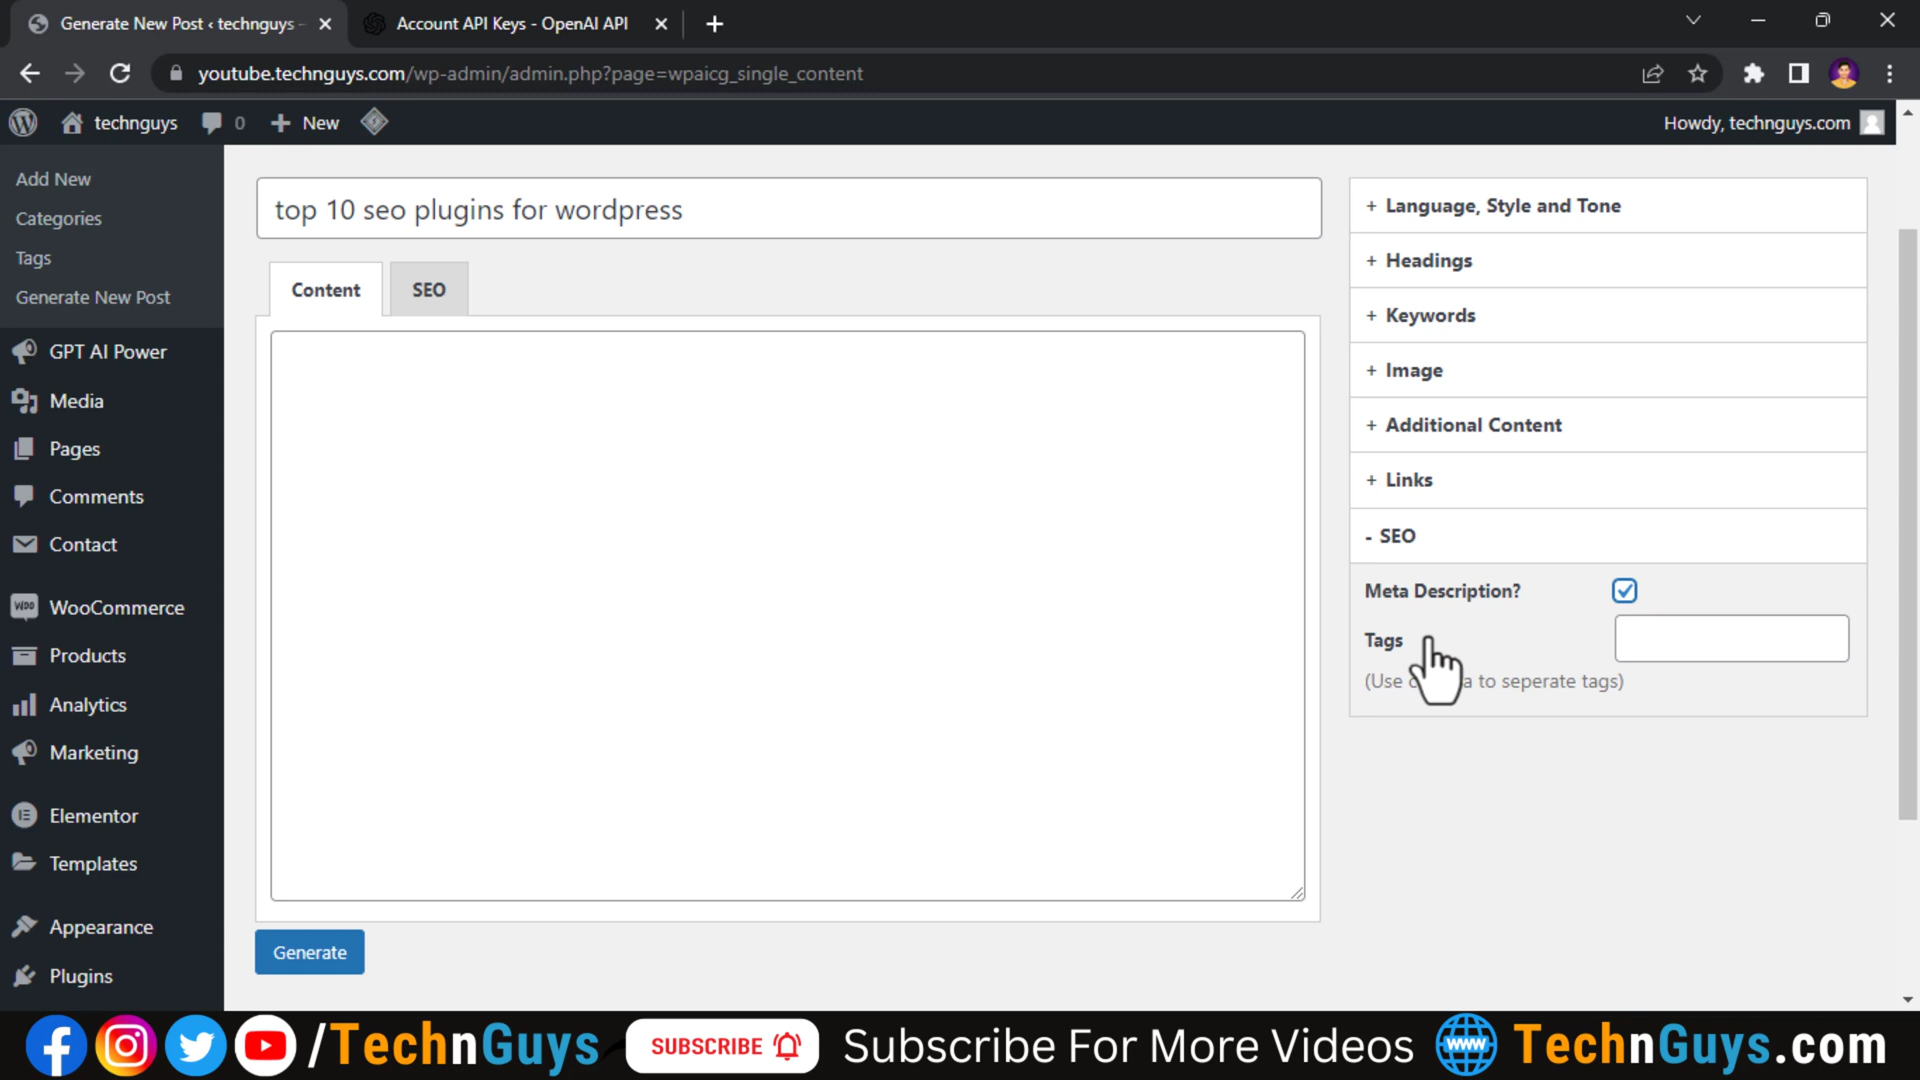 Generate New Post ‹ technguys –
Account API Keys - OpenAI API
youtube.technguys.com/wp-admin/admin.php?page=wpaicg_single_content
technguys
0
New
Howdy, technguys.com
Add New
Categories
Tags
Generate New Post
GPT AI Power
Media
Pages
Comments
Contact
WOO WooCommerce
Products
Analytics
Marketing
Elementor
Templates
Appearance
Plugins
top 10 seo plugins for wordpress
Content
SEO
Generate
+ Language, Style and Tone
+ Headings
+ Keywords
+ Image
+ Additional Content
+ Links
- SEO
Meta Description?
Tags
(Use to seperate tags)
/TechnGuys
SUBSCRIBE
Subscribe For More Videos
www
TechnGuys.com